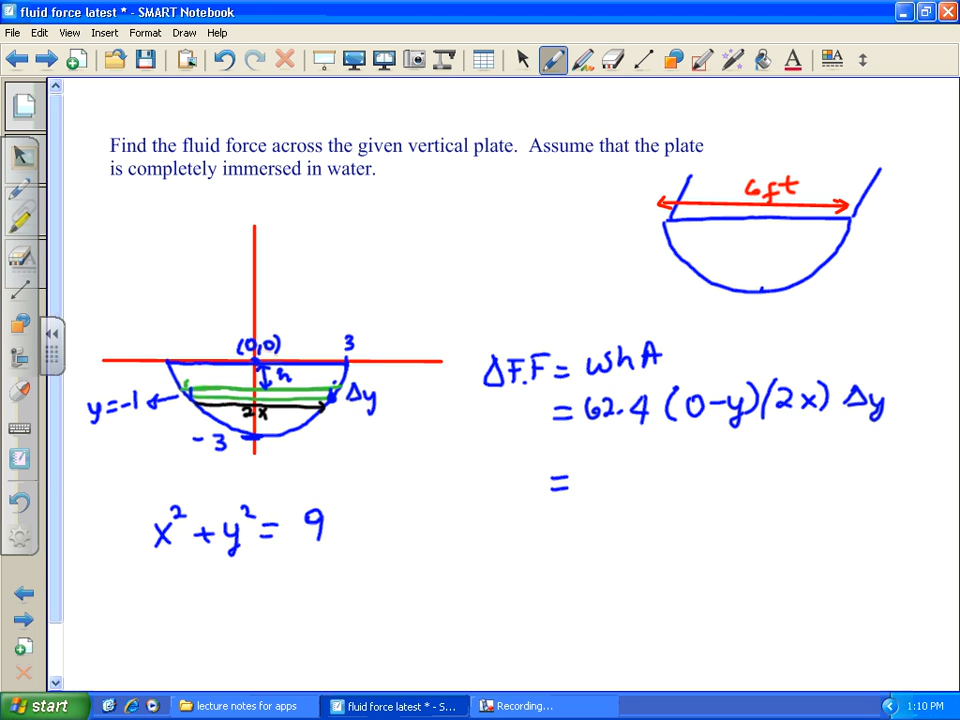 fluid force latest * - SMART Notebook
File Edit View Insert Format Draw Help
Find the fluid force across the given vertical plate. Assume that the plate
is completely immersed in water.
6ft
(0,0) 3
h
y=-1 Δy
2x
-3
ΔF.F = whA
= 62.4 (0-y)(2x) Δy
=
x² + y² = 9
start
lecture notes for apps
fluid force latest * - S...
Recording...
1:10 PM